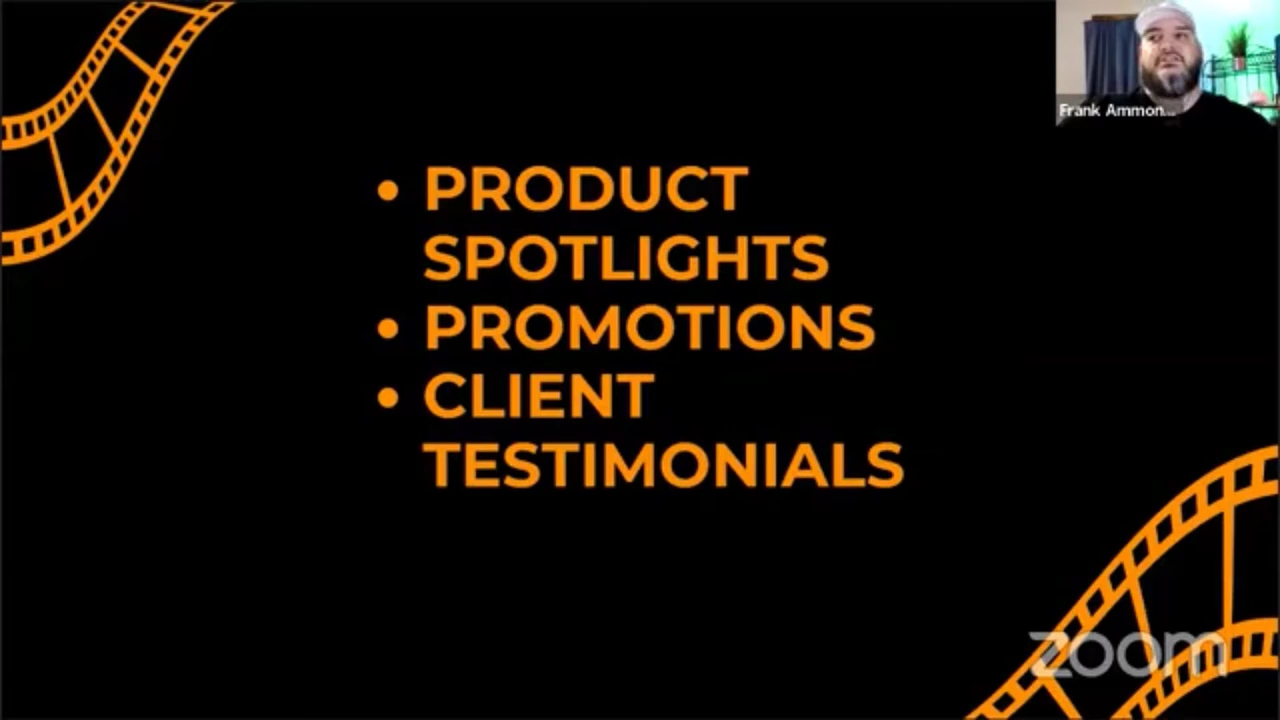 Frank Ammon...
• PRODUCT
SPOTLIGHTS
• PROMOTIONS
• CLIENT
TESTIMONIALS
zoom